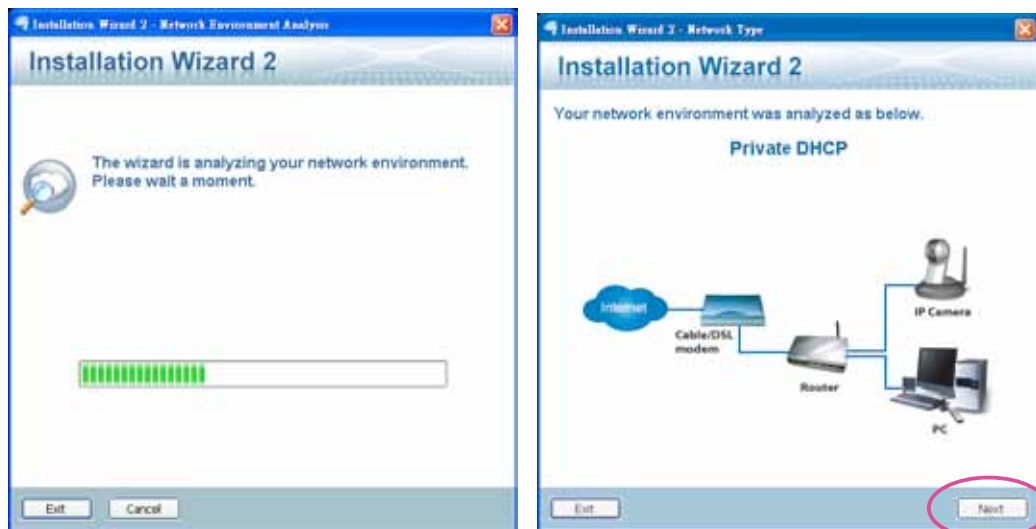 Installation Wizard 2 - Network Environment Analysis
Installation Wizard 2
The wizard is analyzing your network environment.
Please wait a moment.
Exit
Cancel
Installation Wizard 2 - Network Type
Installation Wizard 2
Your network environment was analyzed as below.
Private DHCP
Internet
Cable/DSL
modem
Router
IP Camera
PC
Exit
Next